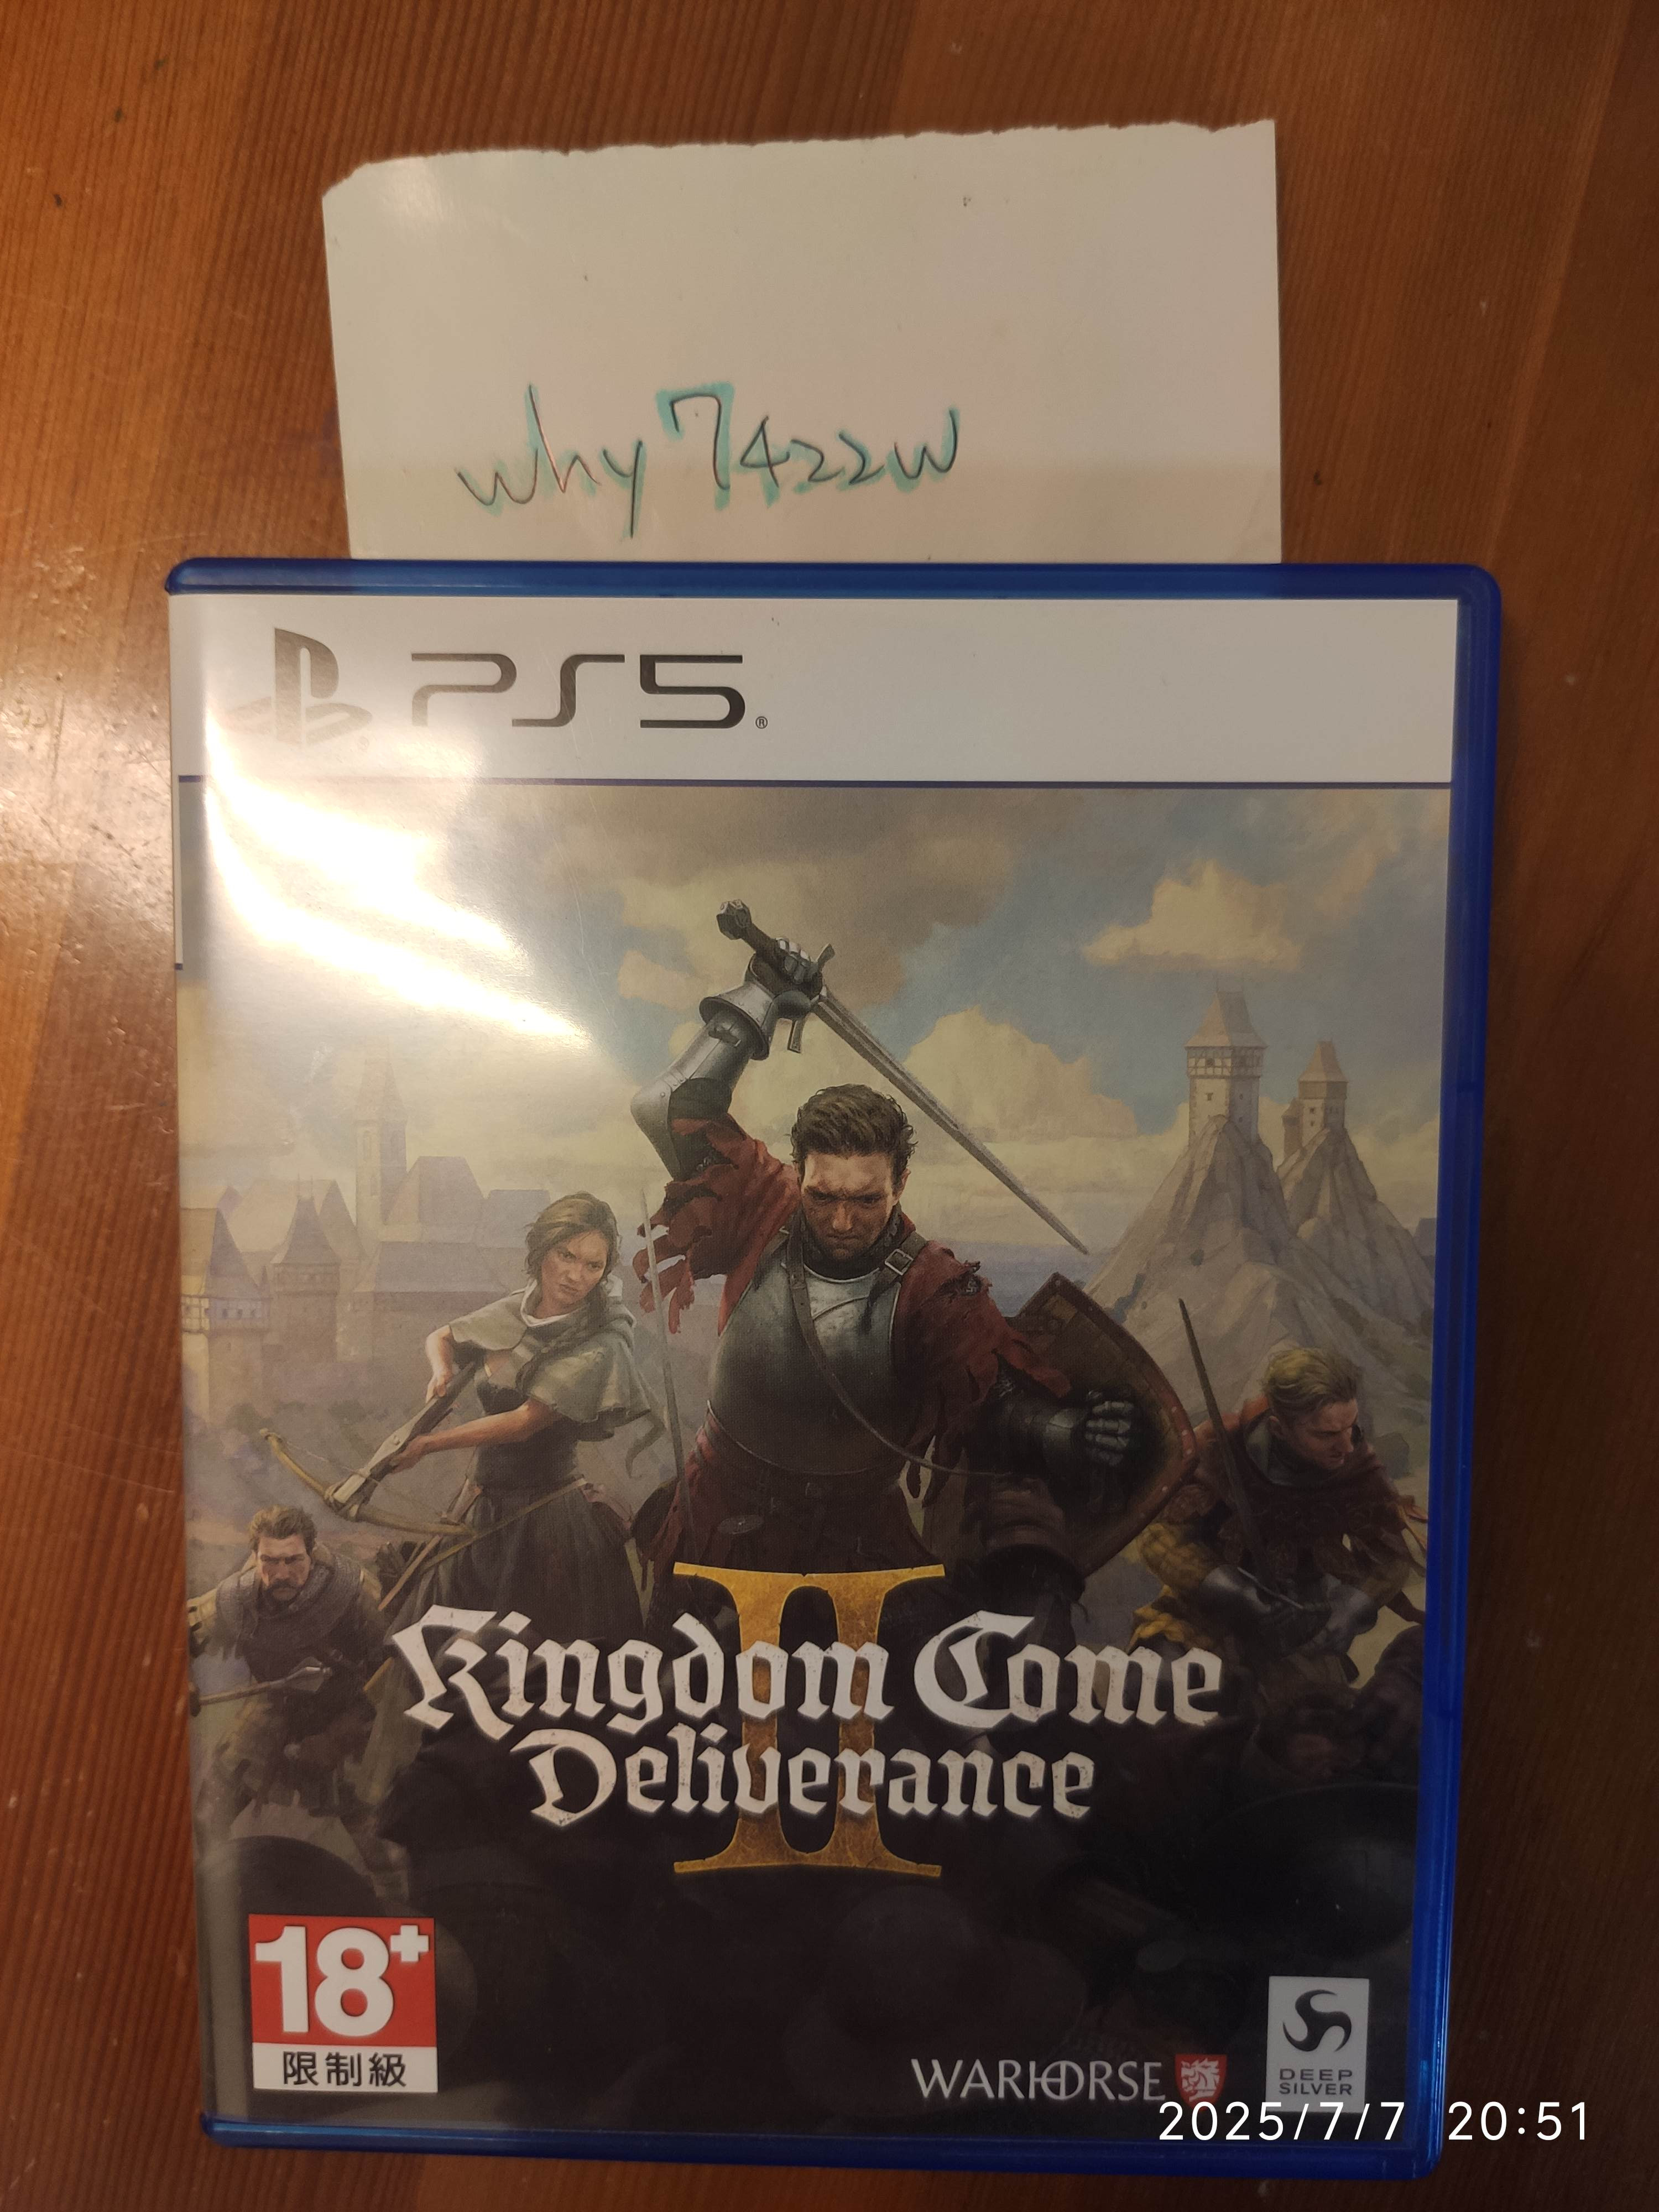 why7422w
PS5®
II
Kingdom Come
Deliverance
18+
限制級
WARHORSE
DEEP
SILVER
2025/7/7 20:51